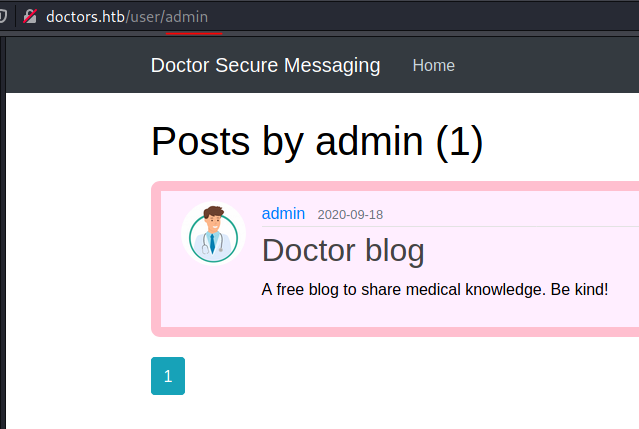 doctors.htb/user/admin
Doctor Secure Messaging Home
Posts by admin (1)
admin 2020-09-18
Doctor blog
A free blog to share medical knowledge. Be kind!
1